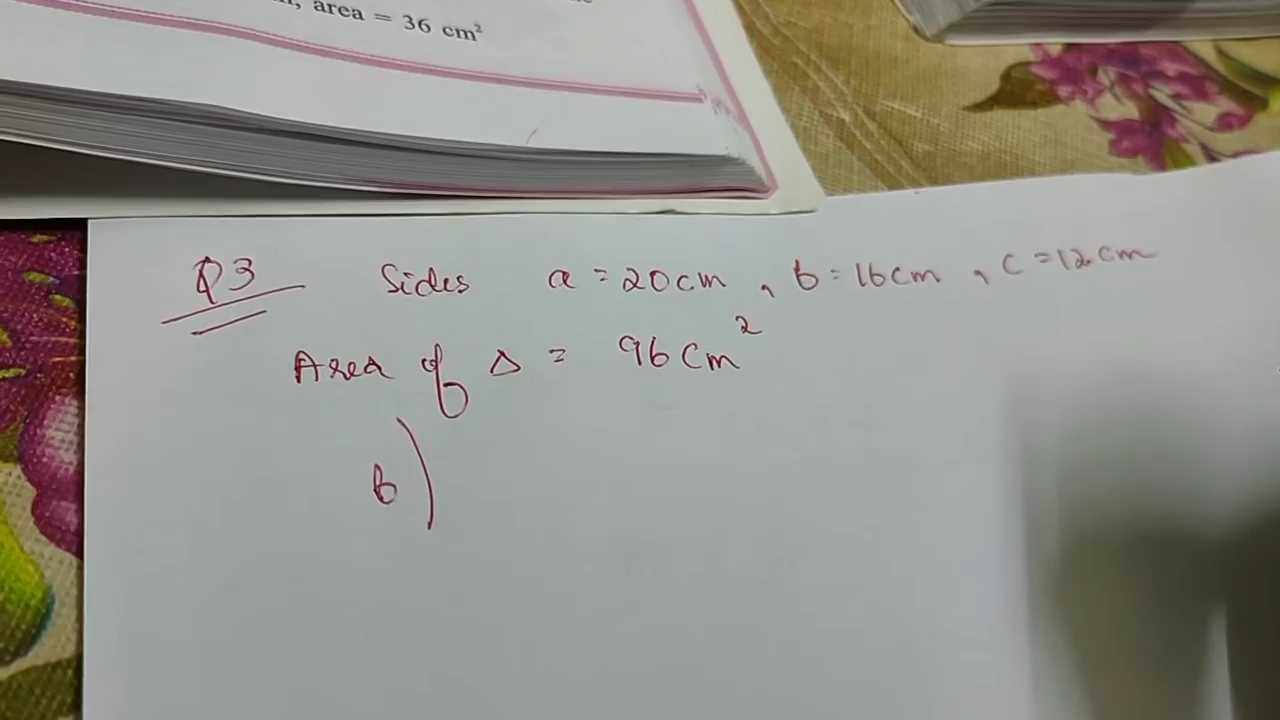 area = 36 cm²
Q3 Sides a = 20cm, b = 16cm, c = 12cm
Area of Δ = 96 cm²
b)